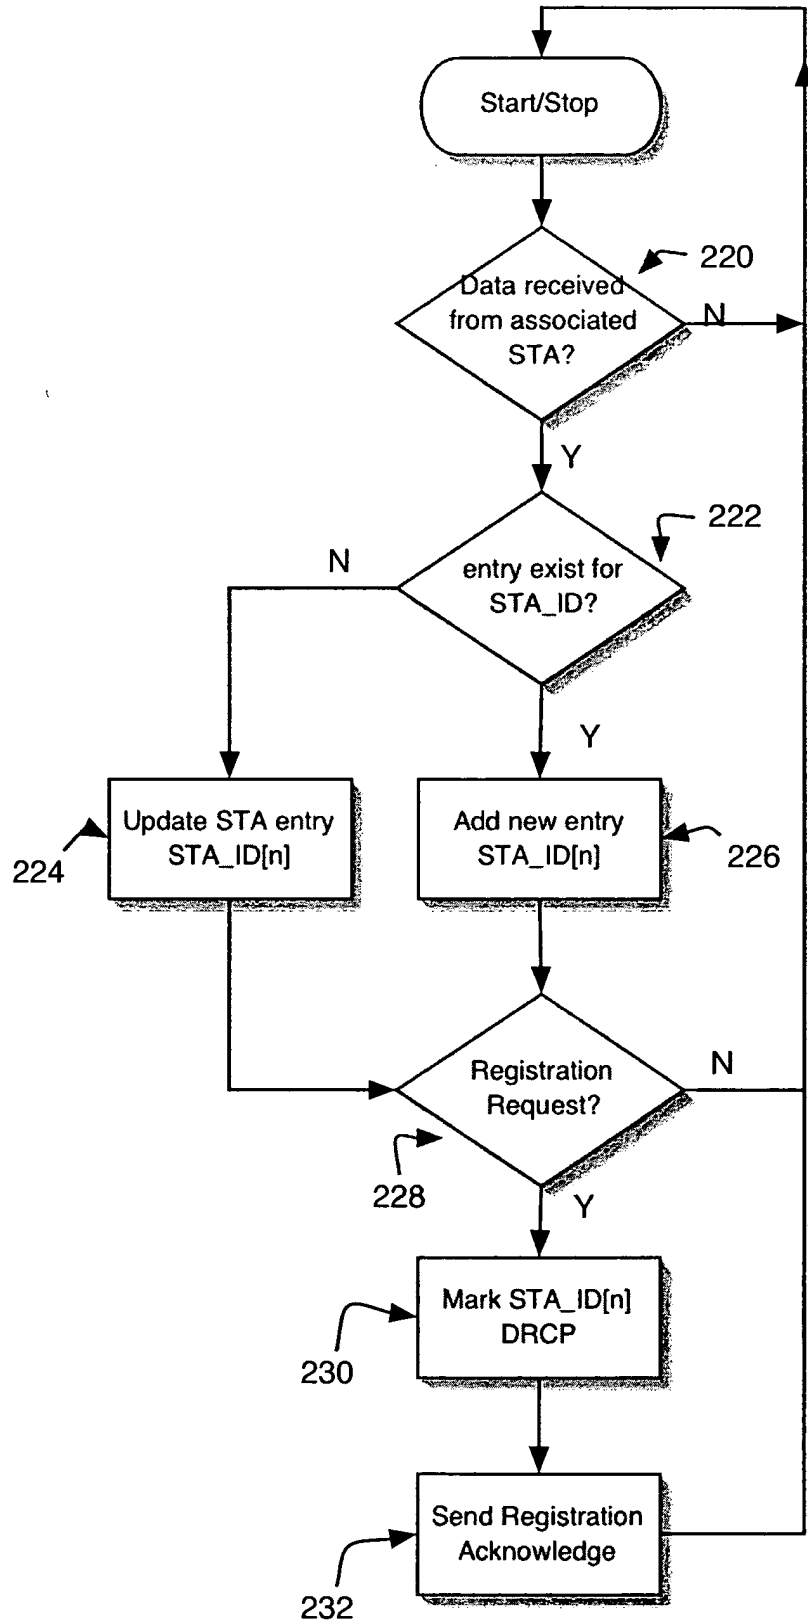 Start/Stop
220
Data received
from associated
STA?
N
Y
222
entry exist for
STA_ID?
N
Y
Update STA entry
STA_ID[n]
224
Add new entry
STA_ID[n]
226
Registration
Request?
N
228
Y
Mark STA_ID[n]
DRCP
230
Send Registration
Acknowledge
232